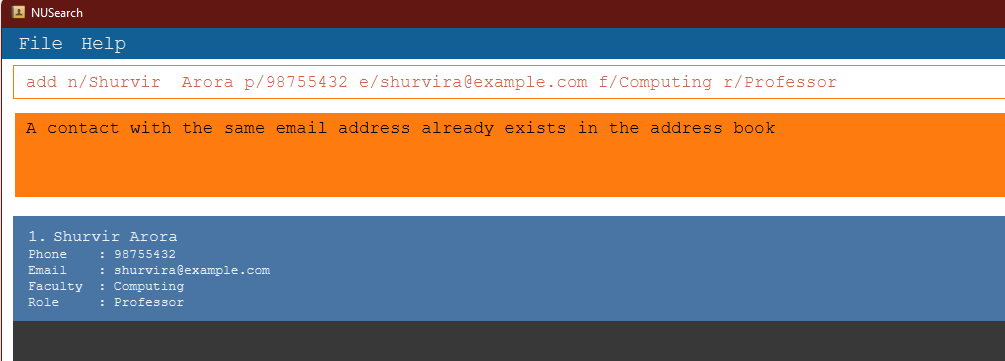 NUSearch
File Help
add n/Shurvir  Arora p/98755432 e/shurvira@example.com f/Computing r/Professor
A contact with the same email address already exists in the address book
1. Shurvir Arora
Phone : 98755432
Email : shurvira@example.com
Faculty : Computing
Role : Professor